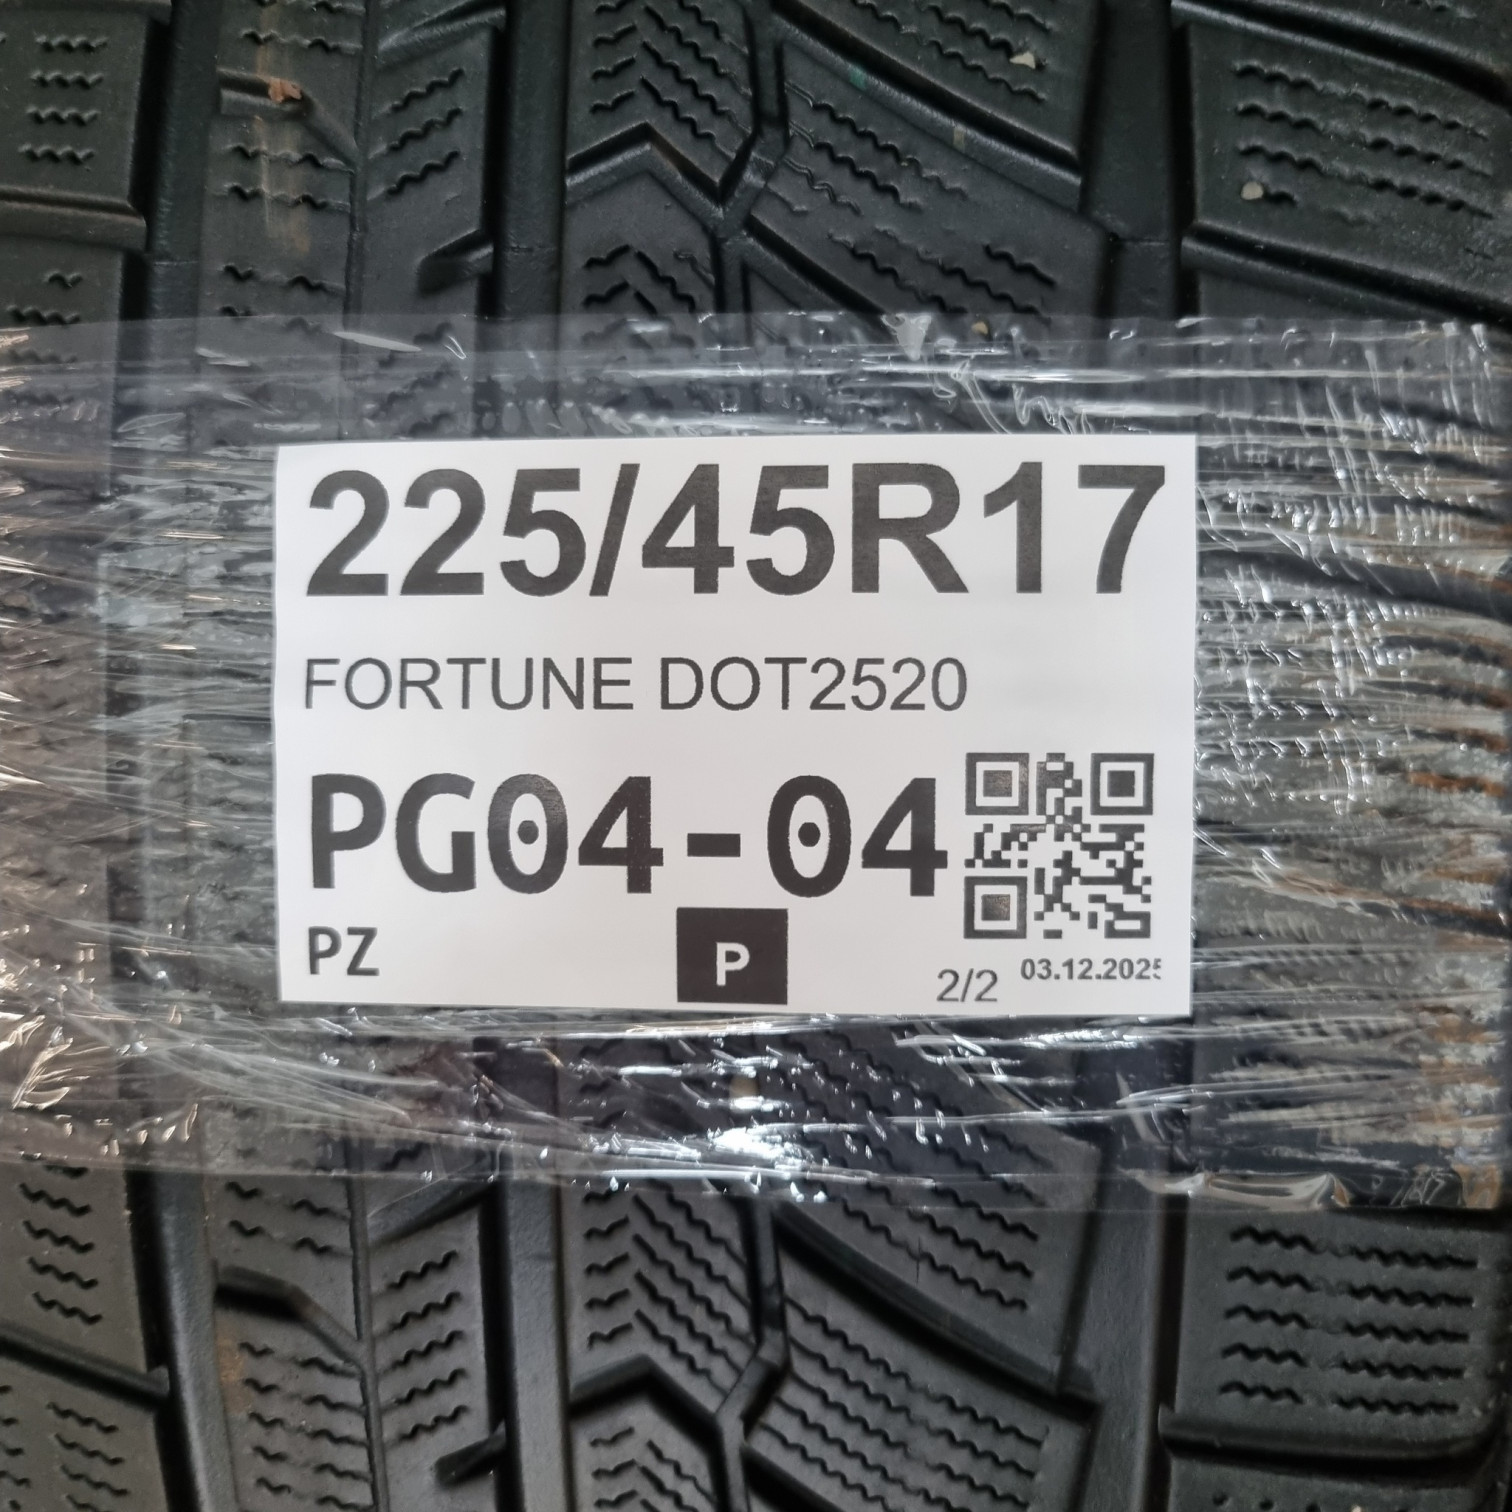 225/45R17
FORTUNE DOT2520
PG04-04
PZ
P
2/2
03.12.2025